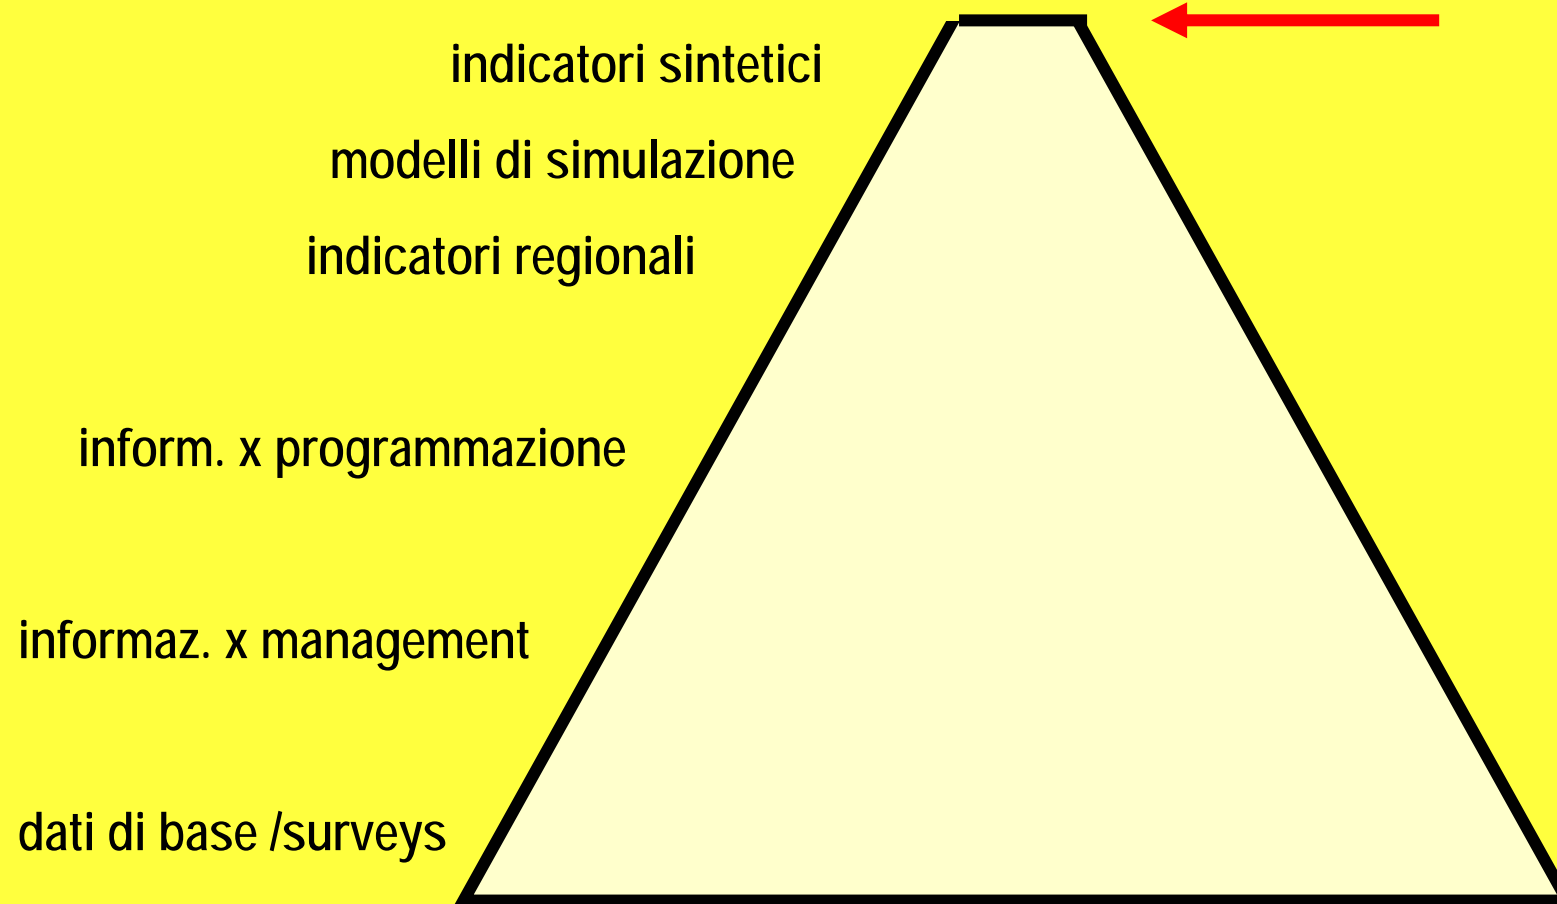 indicatori sintetici
modelli di simulazione
indicatori regionali
inform. x programmazione
informaz. x management
dati di base /surveys